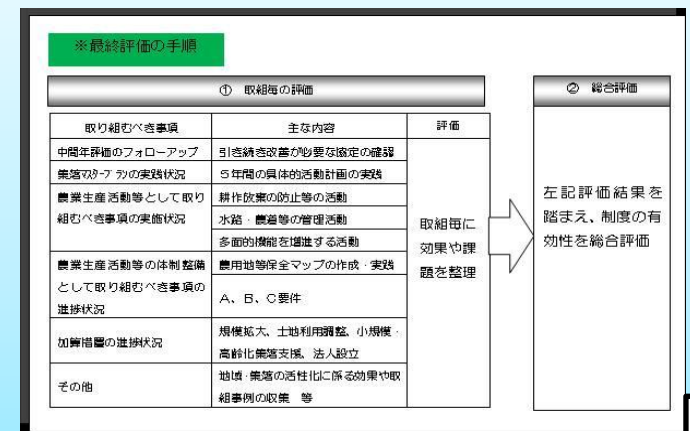 ※最終評価の手順
① 取組毎の評価
② 総合評価
取り組むべき事項
主な内容
評価
中間年評価のフォローアップ
引き続き改善が必要な協定の確認
集落マスタープランの実践状況
5年間の具体的活動計画の実践
農業生産活動等として取り
組むべき事項の実施状況
耕作放棄の防止等の活動
水路・農道等の管理活動
多面的機能を増進する活動
農業生産活動等の体制整備
として取り組むべき事項の
進捗状況
農用地等保全マップの作成・実践
A、B、C要件
加算措置の進捗状況
規模拡大、土地利用調整、小規模・
高齢化集落支援、法人設立
その他
地域・集落の活性化に係る効果や取
組事例の収集 等
取組毎に
効果や課
題を整理
左記評価結果を
踏まえ、制度の有
効性を総合評価